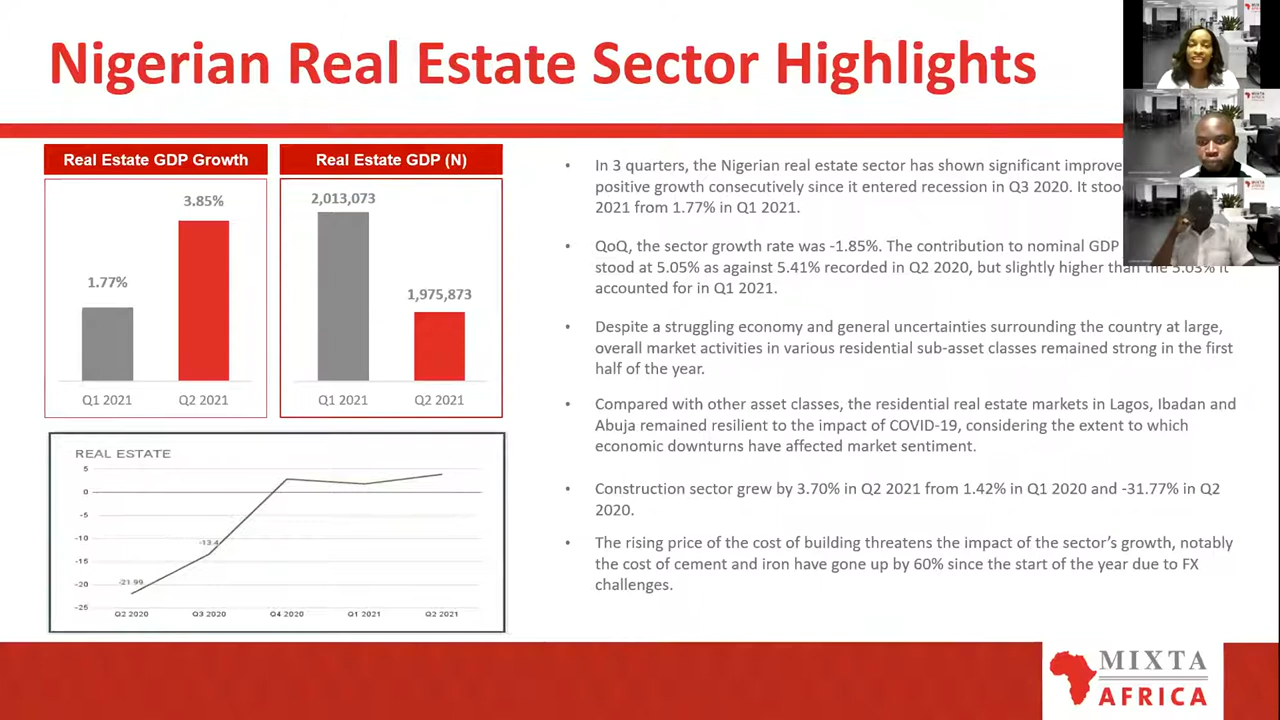 Nigerian Real Estate Sector Highlights
Real Estate GDP Growth
3.85%
1.77%
Q1 2021 Q2 2021
Real Estate GDP (N)
2,013,073
1,975,873
Q1 2021 Q2 2021
REAL ESTATE
5
0
-5
-10
-15
-20
-25
-21.99
-13.4
Q2 2020 Q3 2020 Q4 2020 Q1 2021 Q2 2021
• In 3 quarters, the Nigerian real estate sector has shown significant
positive growth consecutively since it entered recession in Q3 2020. It
2021 from 1.77% in Q1 2021.
• QoQ, the sector growth rate was -1.85%. The contribution to nominal GDP
stood at 5.05% as against 5.41% recorded in Q2 2020, but slightly higher than the 5.03% it
accounted for in Q1 2021.
• Despite a struggling economy and general uncertainties surrounding the country at large,
overall market activities in various residential sub-asset classes remained strong in the first
half of the year.
• Compared with other asset classes, the residential real estate markets in Lagos, Ibadan and
Abuja remained resilient to the impact of COVID-19, considering the extent to which
economic downturns have affected market sentiment.
• Construction sector grew by 3.70% in Q2 2021 from 1.42% in Q1 2020 and -31.77% in Q2
2020.
• The rising price of the cost of building threatens the impact of the sector's growth, notably
the cost of cement and iron have gone up by 60% since the start of the year due to FX
challenges.
MIXTA
AFRICA